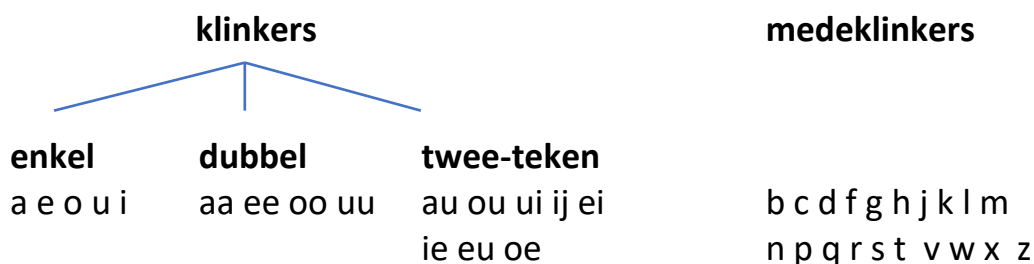 klinkers medeklinkers
enkel dubbel twee-teken
a e o u i aa ee oo uu au ou ui ij ei b c d f g h j k l m
ie eu oe n p q r s t v w x z